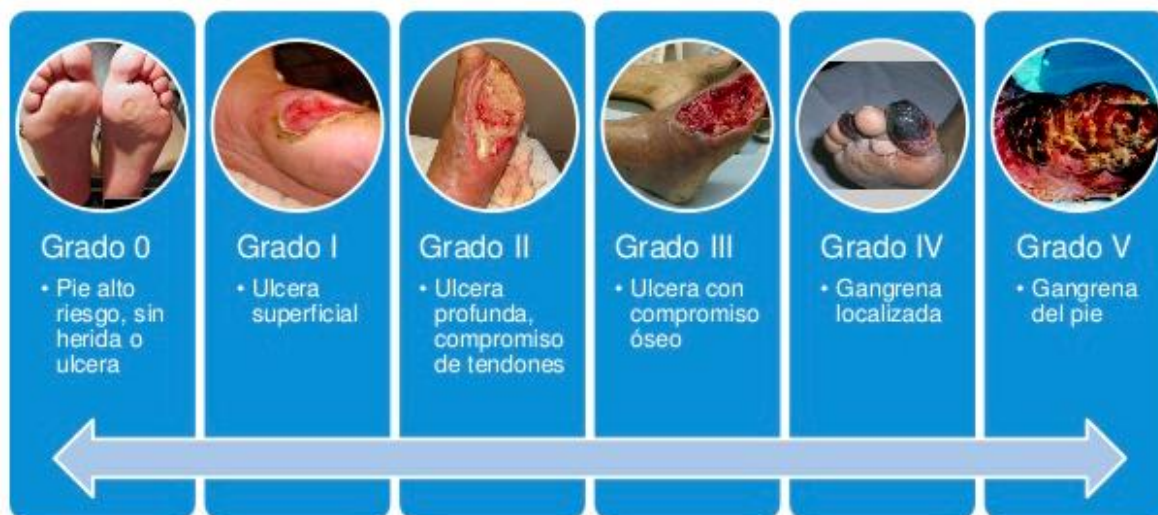 Grado 0
• Pie alto
riesgo, sin
herida o
ulcera
Grado I
• Ulcera
superficial
Grado II
• Ulcera
profunda,
compromiso
de tendones
Grado III
• Ulcera con
compromiso
óseo
Grado IV
• Gangrena
localizada
Grado V
• Gangrena
del pie